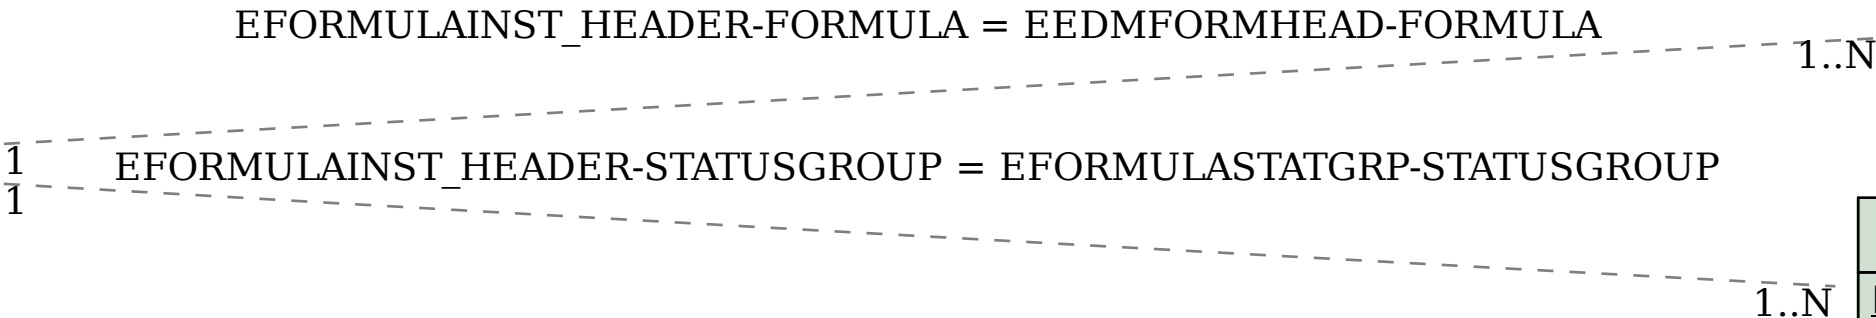 EFORMULAINST_HEADER-FORMULA = EEDMFORMHEAD-FORMULA
1..N
1
EFORMULAINST_HEADER-STATUSGROUP = EFORMULASTATGRP-STATUSGROUP
1
1..N